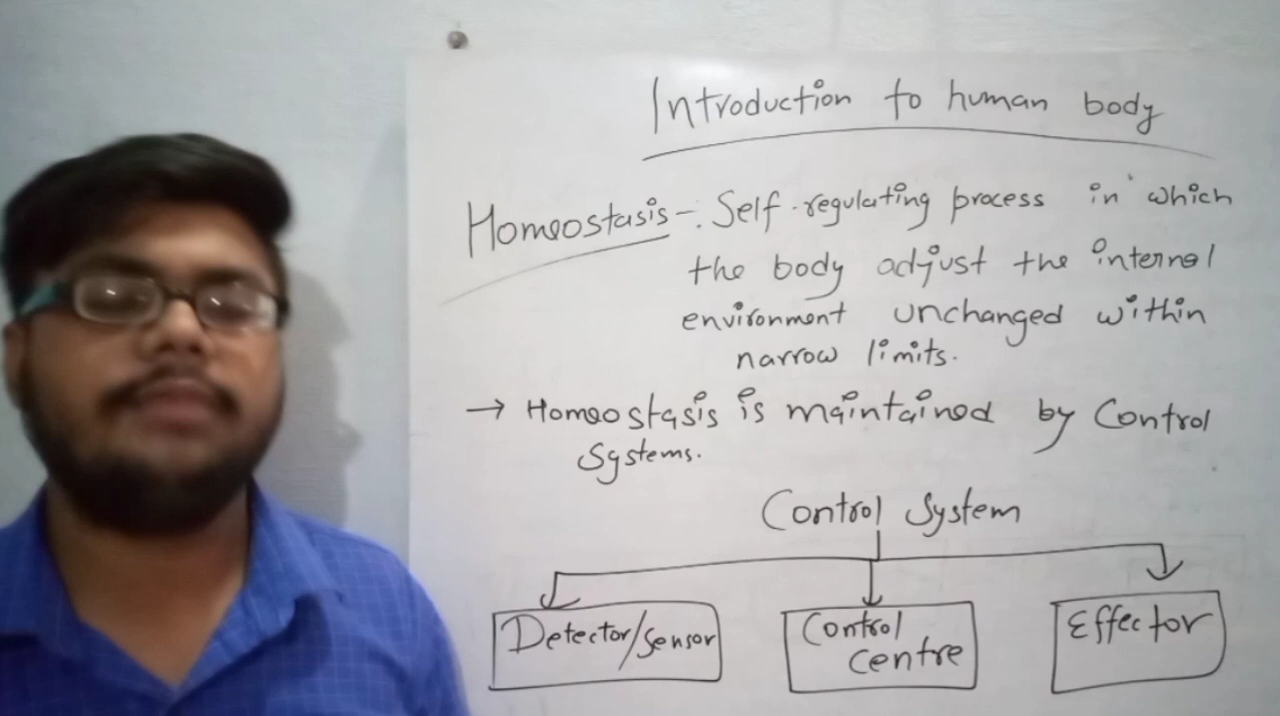 Introduction to human body
Homeostasis -: Self-regulating process in which
the body adjust the internal
environment unchanged within
narrow limits.
→ Homeostasis is maintained by Control
Systems.
Control System
Detector/Sensor
Control
Centre
Effector